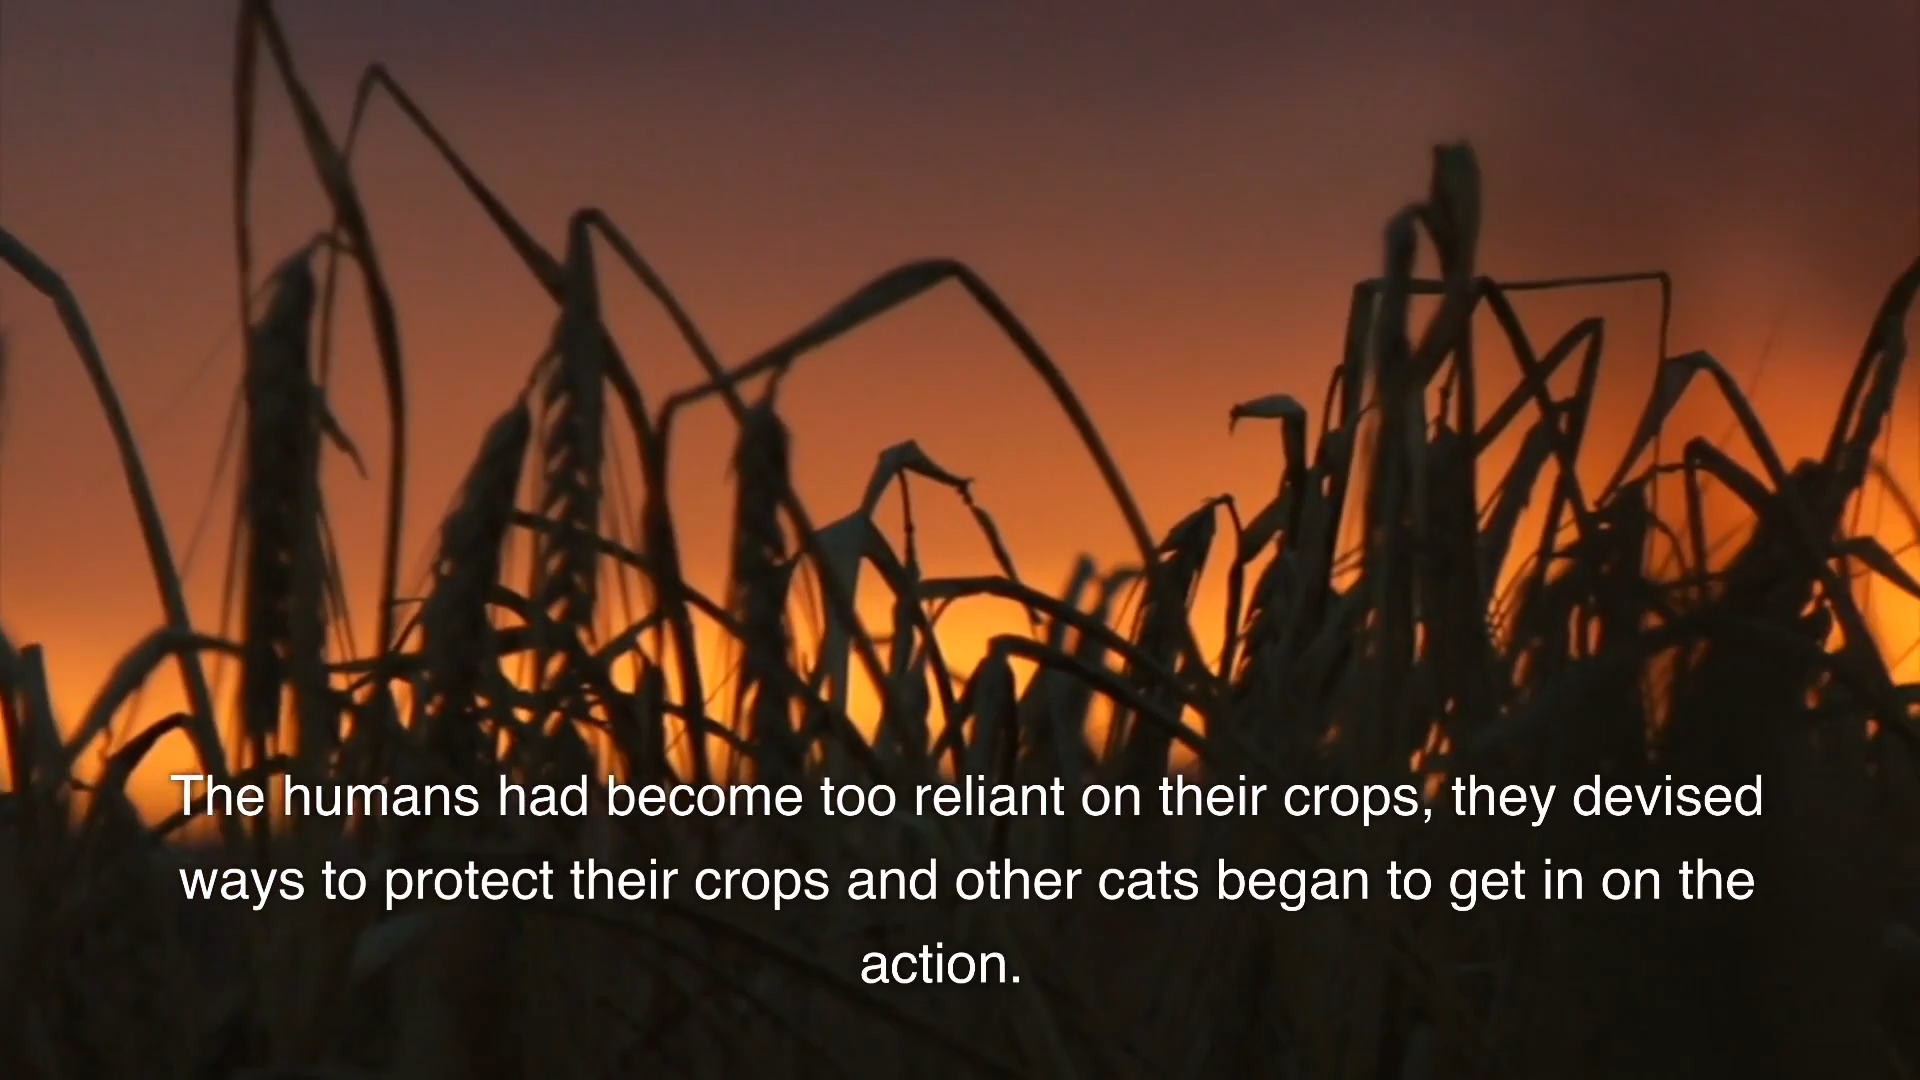 The humans had become too reliant on their crops, they devised
ways to protect their crops and other cats began to get in on the
action.